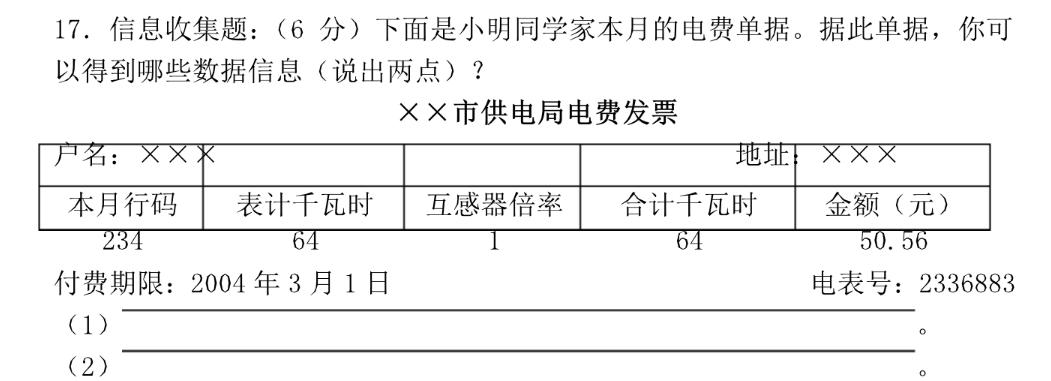 17. 信息收集题：（6 分）下面是小明同学家本月的电费单据。据此单据，你可
以得到哪些数据信息（说出两点）？
××市供电局电费发票
户名：××× 地址：×××
本月行码 表计千瓦时 互感器倍率 合计千瓦时 金额（元）
234 64 1 64 50.56
付费期限：2004 年 3 月 1 日 电表号：2336883
（1） 。
（2） 。